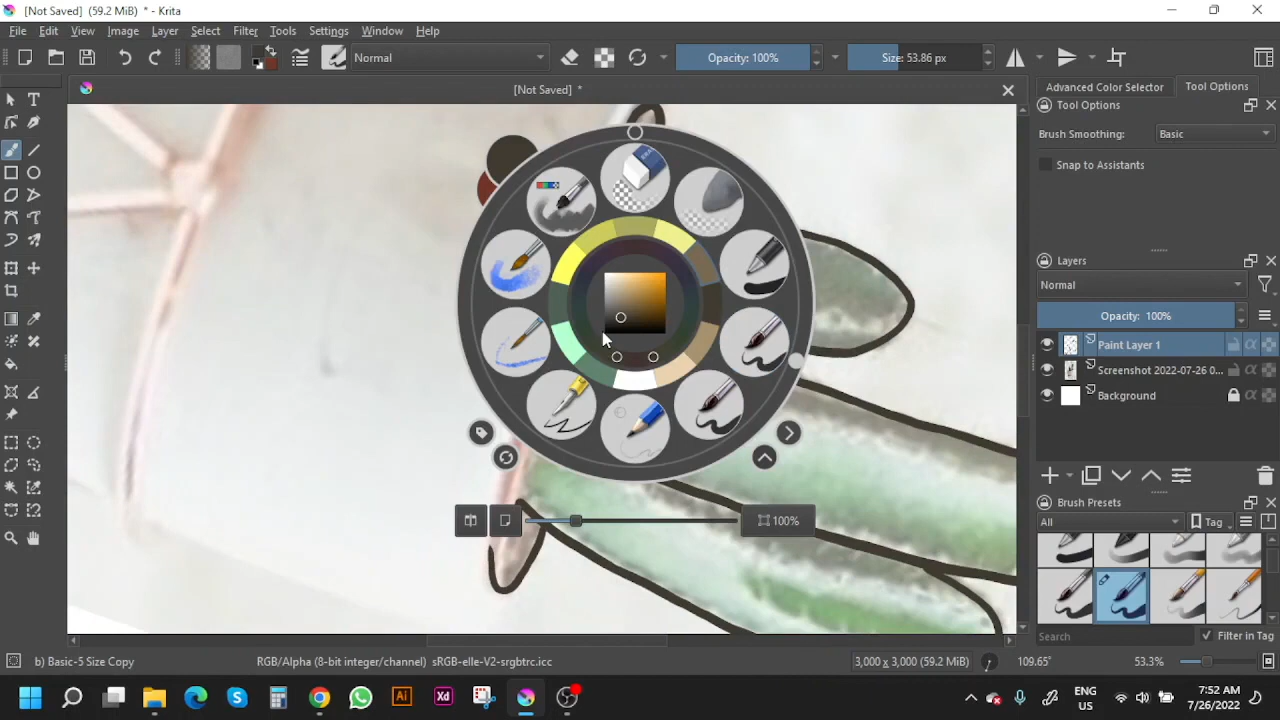 [Not Saved] (59.2 MiB) * - Krita
File Edit View Image Layer Select Filter Tools Settings Window Help
Normal
Opacity: 100%
Size: 53.86 px
[Not Saved] *
Advanced Color Selector
Tool Options
Tool Options
Brush Smoothing:
Basic
Snap to Assistants
Layers
Normal
Opacity: 100%
Paint Layer 1
Screenshot 2022-07-26 0...
Background
100%
Brush Presets
All
Tag
Search
Filter in Tag
b) Basic-5 Size Copy
RGB/Alpha (8-bit integer/channel) sRGB-elle-V2-srgbtrc.icc
3,000 x 3,000 (59.2 MiB)
109.65°
53.3%
ENG
US
7:52 AM
7/26/2022